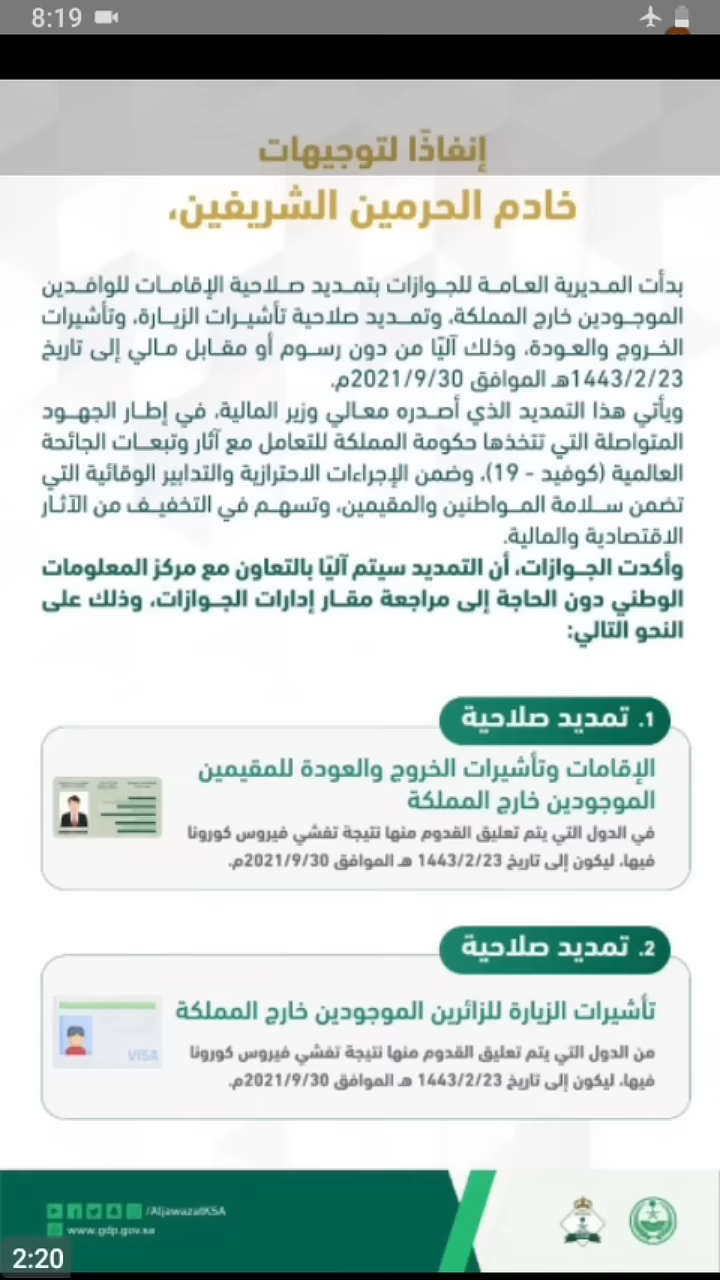 8:19
إنفاذًا لتوجيهات
خادم الحرمين الشريفين،
بدأت المديرية العامة للجوازات بتمديد صلاحية الإقامات للوافدين
الموجودين خارج المملكة، وتمديد صلاحية تأشيرات الزيارة، وتأشيرات
الخروج والعودة، وذلك آليًا من دون رسوم أو مقابل مالي إلى تاريخ
1443/2/23هـ الموافق 2021/9/30م.
ويأتي هذا التمديد الذي أصدره معالي وزير المالية، في إطار الجهود
المتواصلة التي تتخذها حكومة المملكة للتعامل مع آثار وتبعات الجائحة
العالمية (كوفيد - 19)، وضمن الإجراءات الاحترازية والتدابير الوقائية التي
تضمن سلامة المواطنين والمقيمين، وتسهم في التخفيف من الآثار
الاقتصادية والمالية.
وأكدت الجوازات، أن التمديد سيتم آليًا بالتعاون مع مركز المعلومات
الوطني دون الحاجة إلى مراجعة مقار إدارات الجوازات، وذلك على
النحو التالي:
1. تمديد صلاحية
الإقامات وتأشيرات الخروج والعودة للمقيمين
الموجودين خارج المملكة
في الدول التي يتم تعليق القدوم منها نتيجة تفشي فيروس كورونا
فيها، ليكون إلى تاريخ 1443/2/23 هـ الموافق 2021/9/30م.
2. تمديد صلاحية
تأشيرات الزيارة للزائرين الموجودين خارج المملكة
من الدول التي يتم تعليق القدوم منها نتيجة تفشي فيروس كورونا
فيها، ليكون إلى تاريخ 1443/2/23 هـ الموافق 2021/9/30م.
VISA
/AljawazatKSA
www.gdp.gov.sa
2:20